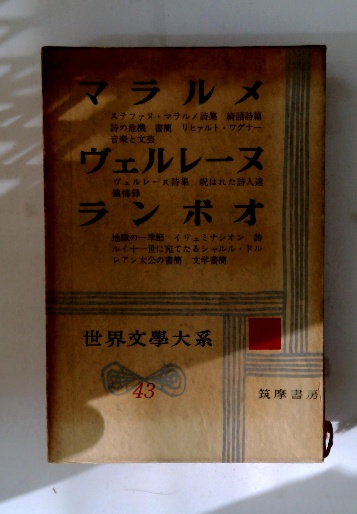 マラルメ
ステファヌ・マラルメ詩集　綺語詩篇
詩の危機　書簡　リヒァルト・ワグナー
音樂と文芸
ヴェルレーヌ
ヴェルレーヌ詩集　呪はれた詩人達
懺悔錄
ランボオ
地獄の一季節　イリュミナシオン　詩
ルイ十一世に宛てたるシャルル・ドル
レアン大公の書簡　文学書簡
世界文學大系
43
筑摩書房